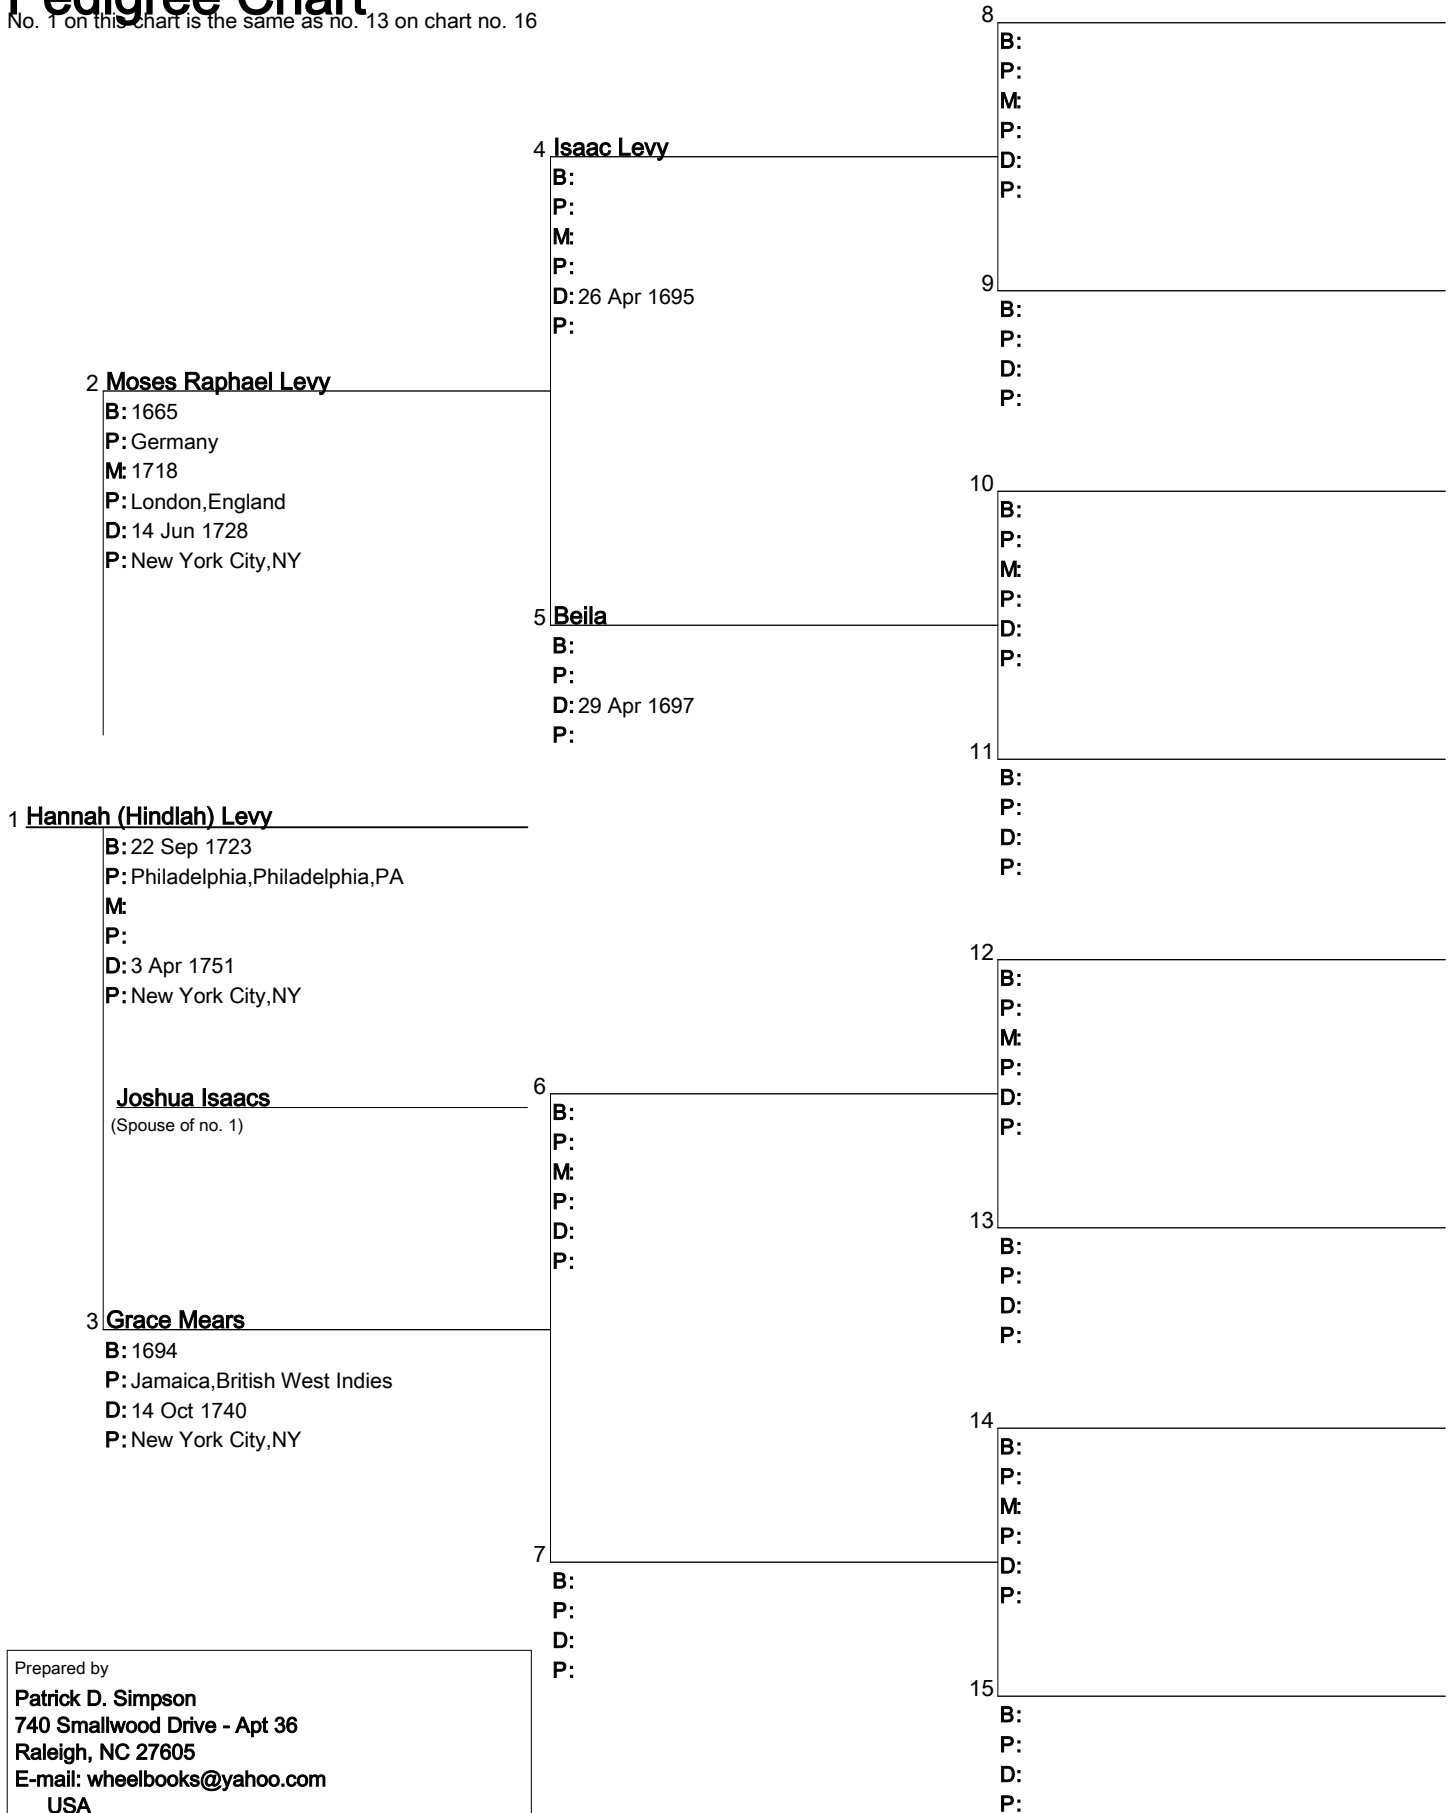 Pedigree Chart
No. 1 on this chart is the same as no. 13 on chart no. 16
8
B:
P:
M:
P:
D:
P:
4 Isaac Levy
B:
P:
M:
P:
D: 26 Apr 1695
P:
9
B:
P:
D:
P:
2 Moses Raphael Levy
B: 1665
P: Germany
M: 1718
P: London,England
D: 14 Jun 1728
P: New York City,NY
10
B:
P:
M:
P:
D:
P:
5 Beila
B:
P:
D: 29 Apr 1697
P:
11
B:
P:
D:
P:
1 Hannah (Hindlah) Levy
B: 22 Sep 1723
P: Philadelphia,Philadelphia,PA
M:
P:
D: 3 Apr 1751
P: New York City,NY
Joshua Isaacs
(Spouse of no. 1)
12
B:
P:
M:
P:
D:
P:
6
B:
P:
M:
P:
D:
P:
13
B:
P:
D:
P:
3 Grace Mears
B: 1694
P: Jamaica,British West Indies
D: 14 Oct 1740
P: New York City,NY
14
B:
P:
M:
P:
D:
P:
7
B:
P:
D:
P:
15
B:
P:
D:
P:
Prepared by
Patrick D. Simpson
740 Smallwood Drive - Apt 36
Raleigh, NC 27605
E-mail: wheelbooks@yahoo.com
USA